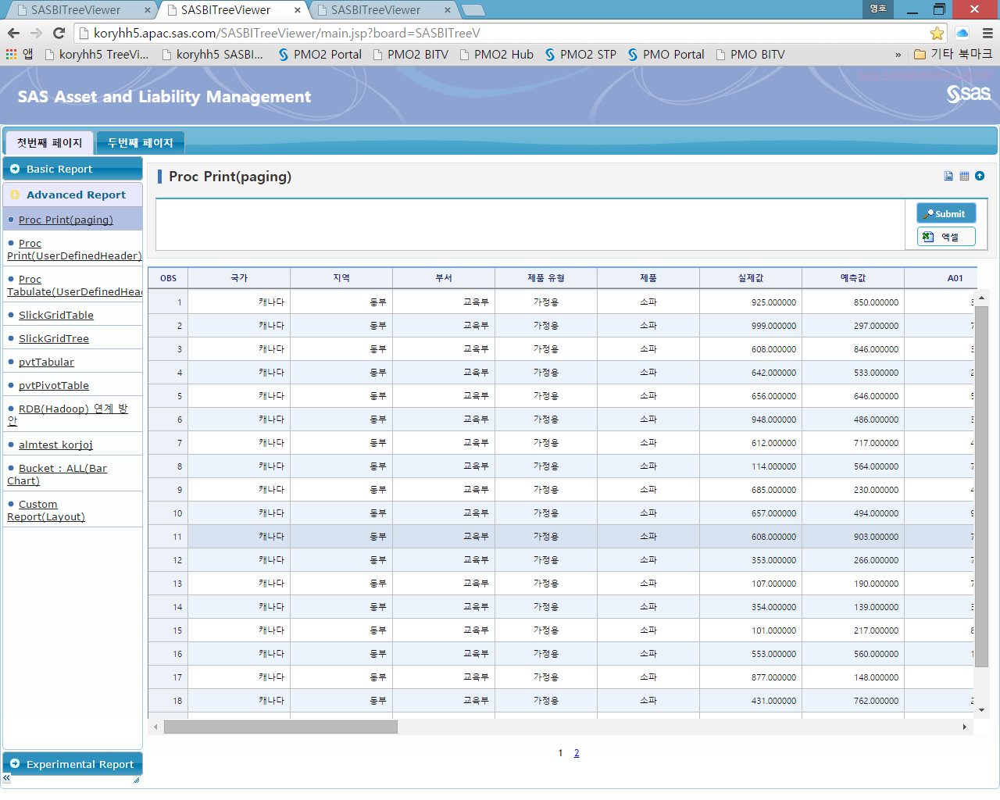 SASBITreeViewer SASBITreeViewer SASBITreeViewer 영호
koryhh5.apac.sas.com/SASBITreeViewer/main.jsp?board=SASBITreeV
앱 koryhh5 TreeVi... koryhh5 SASBI... PMO2 Portal PMO2 BITV PMO2 Hub PMO2 STP PMO Portal PMO BITV » 기타 북마크
SAS Asset and Liability Management
sas
첫번째 페이지 두번째 페이지
Basic Report
Advanced Report
Proc Print(paging)
Proc
Print(UserDefinedHeader)
Proc
Tabulate(UserDefinedHead
SlickGridTable
SlickGridTree
pvtTabular
pvtPivotTable
RDB(Hadoop) 연계 방
안
almtest korjoj
Bucket : ALL(Bar
Chart)
Custom
Report(Layout)
Experimental Report
«
Proc Print(paging)
Submit
엑셀
OBS 국가 지역 부서 제품 유형 제품 실제값 예측값 A01
1 캐나다 동부 교육부 가정용 소파 925.000000 850.000000
2 캐나다 동부 교육부 가정용 소파 999.000000 297.000000
3 캐나다 동부 교육부 가정용 소파 608.000000 846.000000
4 캐나다 동부 교육부 가정용 소파 642.000000 533.000000
5 캐나다 동부 교육부 가정용 소파 656.000000 646.000000
6 캐나다 동부 교육부 가정용 소파 948.000000 486.000000
7 캐나다 동부 교육부 가정용 소파 612.000000 717.000000
8 캐나다 동부 교육부 가정용 소파 114.000000 564.000000
9 캐나다 동부 교육부 가정용 소파 685.000000 230.000000
10 캐나다 동부 교육부 가정용 소파 657.000000 494.000000
11 캐나다 동부 교육부 가정용 소파 608.000000 903.000000
12 캐나다 동부 교육부 가정용 소파 353.000000 266.000000
13 캐나다 동부 교육부 가정용 소파 107.000000 190.000000
14 캐나다 동부 교육부 가정용 소파 354.000000 139.000000
15 캐나다 동부 교육부 가정용 소파 101.000000 217.000000
16 캐나다 동부 교육부 가정용 소파 553.000000 560.000000
17 캐나다 동부 교육부 가정용 소파 877.000000 148.000000
18 캐나다 동부 교육부 가정용 소파 431.000000 762.000000
1 2